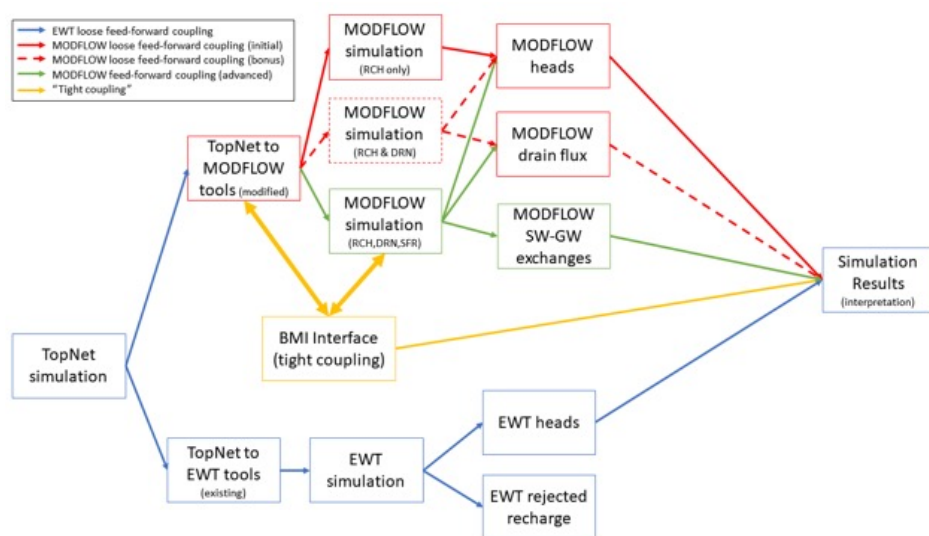 EWT loose feed-forward coupling
MODFLOW loose feed-forward coupling (initial)
MODFLOW loose feed-forward coupling (bonus)
MODFLOW feed-forward coupling (advanced)
"Tight coupling"
MODFLOW
simulation
(RCH only)
MODFLOW
heads
MODFLOW
simulation
(RCH & DRN)
MODFLOW
drain flux
TopNet to
MODFLOW
tools (modified)
MODFLOW
simulation
(RCH,DRN,SFR)
MODFLOW
SW-GW
exchanges
Simulation
Results
(interpretation)
BMI Interface
(tight coupling)
TopNet
simulation
EWT heads
TopNet to
EWT tools
(existing)
EWT
simulation
EWT rejected
recharge